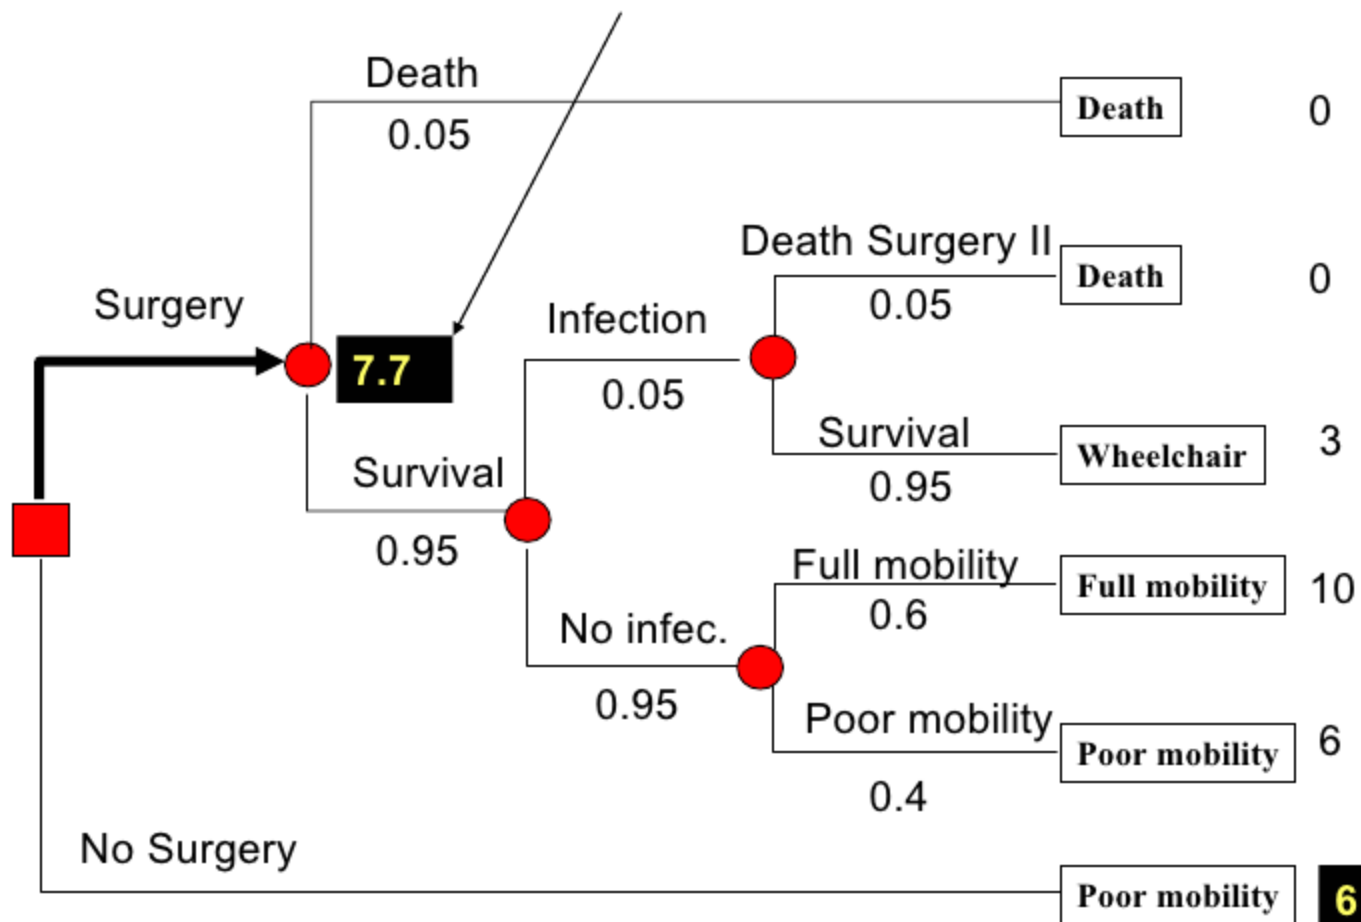 Death
0.05
Death
0
Death Surgery II
0.05
Death
0
Surgery
Infection
0.05
7.7
Survival
0.95
Wheelchair
3
Survival
0.95
Full mobility
0.6
Full mobility
10
No infec.
0.95
Poor mobility
0.4
Poor mobility
6
No Surgery
Poor mobility
6